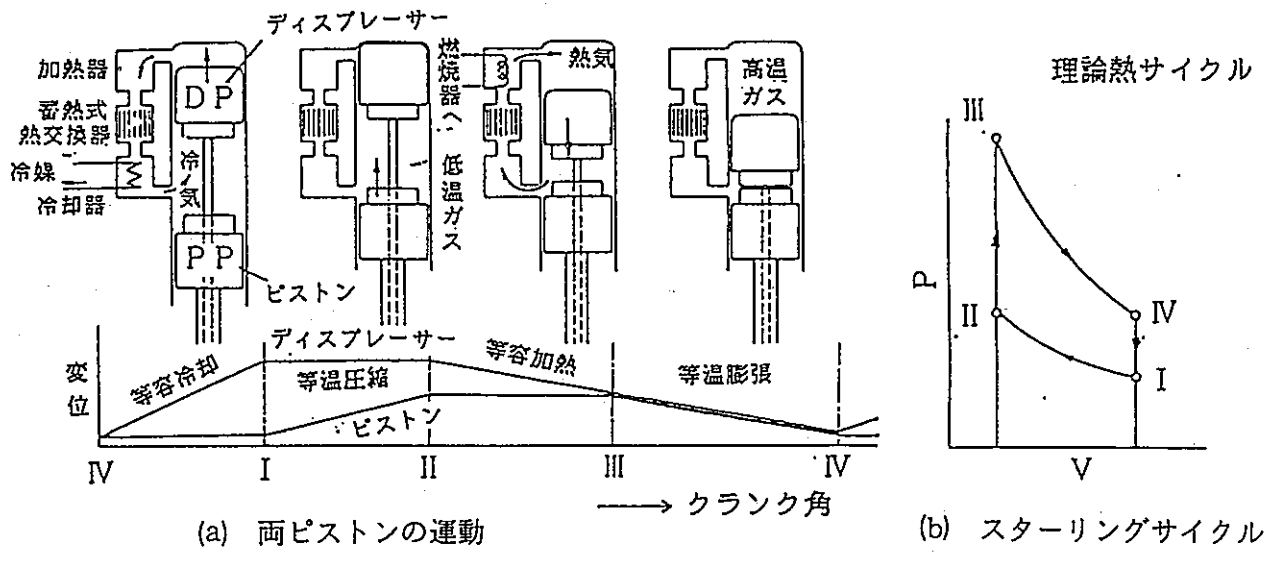 ディスプレーサー
加熱器
DP
蓄熱式
熱交換器
冷媒
冷却器
冷気
PP
ピストン
燃焼器へ
低温ガス
熱気
高温
ガス
理論熱サイクル
変位
等容冷却
ディスプレーサー
等温圧縮
ピストン
等容加熱
等温膨張
IV
I
II
III
IV
クランク角
(a) 両ピストンの運動
P
III
II
IV
I
V
(b) スターリングサイクル